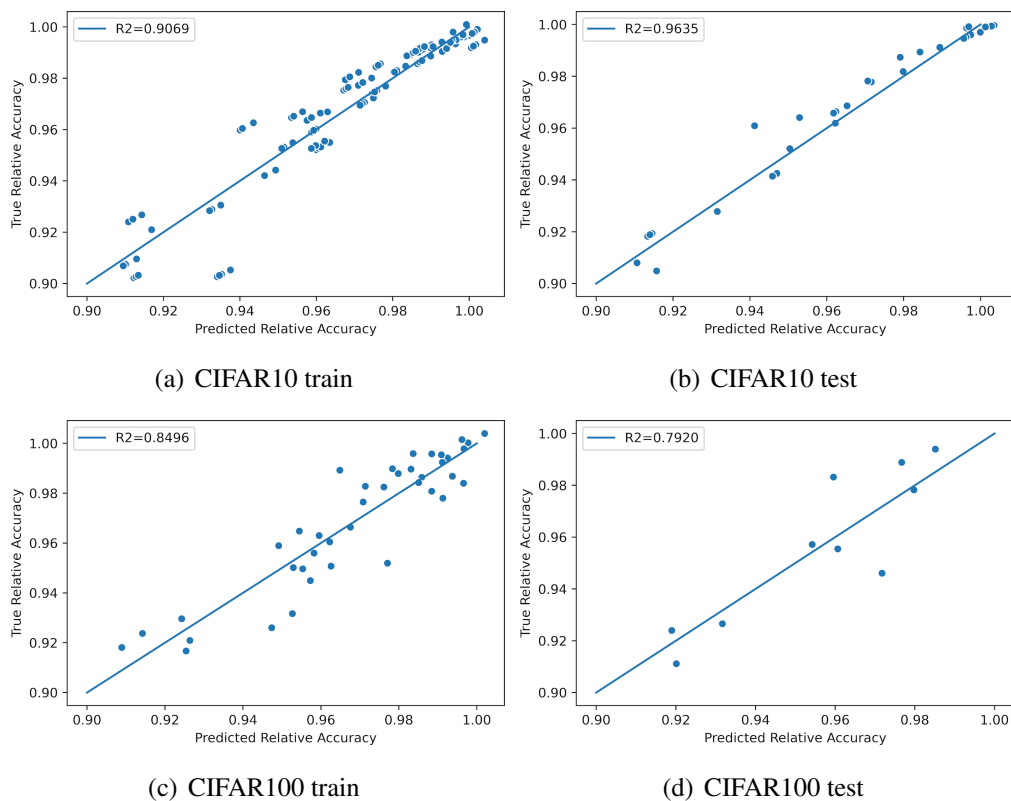 R2=0.9069
1.00
0.98
0.96
0.94
0.92
0.90
True Relative Accuracy
0.90 0.92 0.94 0.96 0.98 1.00
Predicted Relative Accuracy
(a) CIFAR10 train
R2=0.9635
1.00
0.98
0.96
0.94
0.92
0.90
True Relative Accuracy
0.90 0.92 0.94 0.96 0.98 1.00
Predicted Relative Accuracy
(b) CIFAR10 test
R2=0.8496
1.00
0.98
0.96
0.94
0.92
0.90
True Relative Accuracy
0.90 0.92 0.94 0.96 0.98 1.00
Predicted Relative Accuracy
(c) CIFAR100 train
R2=0.7920
1.00
0.98
0.96
0.94
0.92
0.90
True Relative Accuracy
0.90 0.92 0.94 0.96 0.98 1.00
Predicted Relative Accuracy
(d) CIFAR100 test